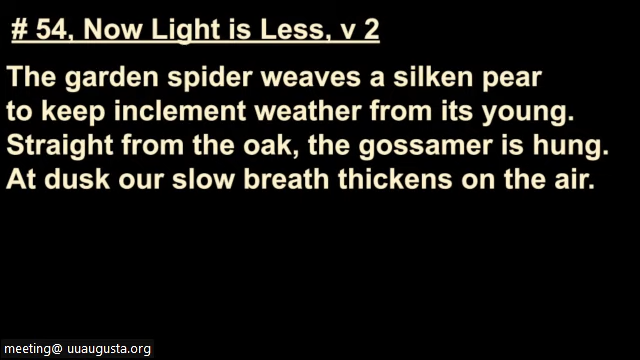 # 54, Now Light is Less, v 2
The garden spider weaves a silken pear
to keep inclement weather from its young.
Straight from the oak, the gossamer is hung.
At dusk our slow breath thickens on the air.
meeting@ uuaugusta.org